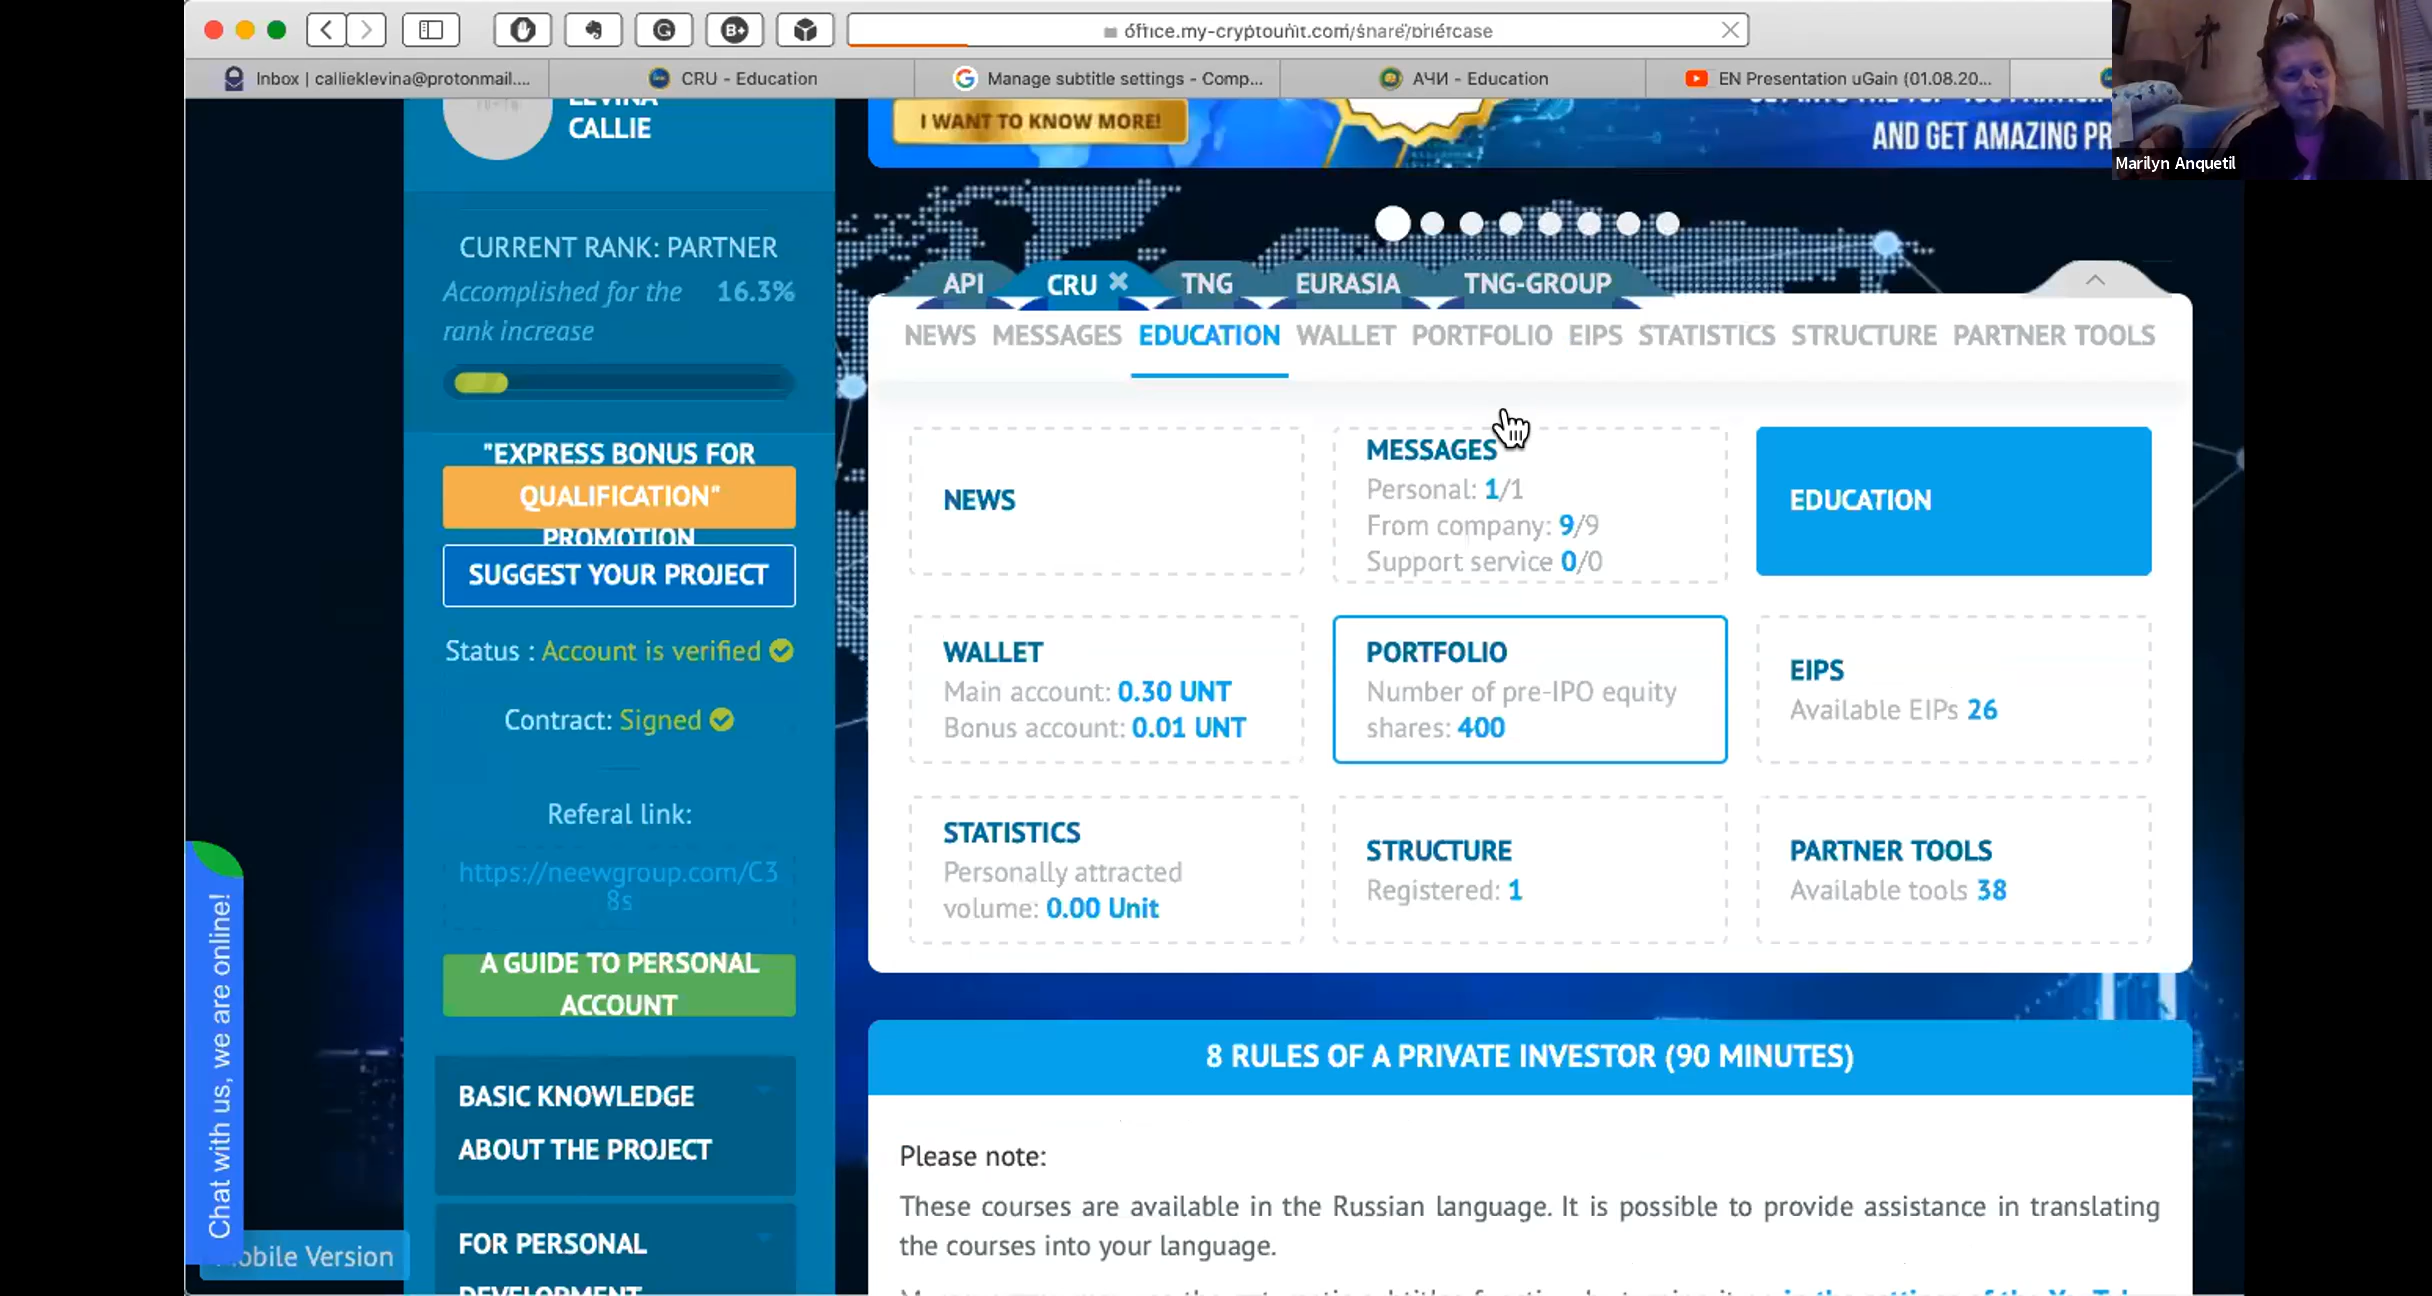 office.my-cryptounit.com/share/briefcase
Inbox | callieklevina@protonmail....
CRU - Education
Manage subtitle settings - Comp...
АЧИ - Education
EN Presentation uGain (01.08.20...
Marilyn Anquetil
LEVINA
CALLIE
I WANT TO KNOW MORE!
AND GET AMAZING PR
CURRENT RANK: PARTNER
Accomplished for the
rank increase
16.3%
"EXPRESS BONUS FOR
QUALIFICATION"
PROMOTION
SUGGEST YOUR PROJECT
Status : Account is verified
Contract: Signed
Referal link:
https://neewgroup.com/C3
8s
A GUIDE TO PERSONAL
ACCOUNT
BASIC KNOWLEDGE
ABOUT THE PROJECT
FOR PERSONAL
DEVELOPMENT
Chat with us, we are online!
obile Version
API
CRU
TNG
EURASIA
TNG-GROUP
NEWS MESSAGES EDUCATION WALLET PORTFOLIO EIPS STATISTICS STRUCTURE PARTNER TOOLS
NEWS
MESSAGES
Personal: 1/1
From company: 9/9
Support service 0/0
EDUCATION
WALLET
Main account: 0.30 UNT
Bonus account: 0.01 UNT
PORTFOLIO
Number of pre-IPO equity
shares: 400
EIPS
Available EIPs 26
STATISTICS
Personally attracted
volume: 0.00 Unit
STRUCTURE
Registered: 1
PARTNER TOOLS
Available tools 38
8 RULES OF A PRIVATE INVESTOR (90 MINUTES)
Please note:
These courses are available in the Russian language. It is possible to provide assistance in translating
the courses into your language.